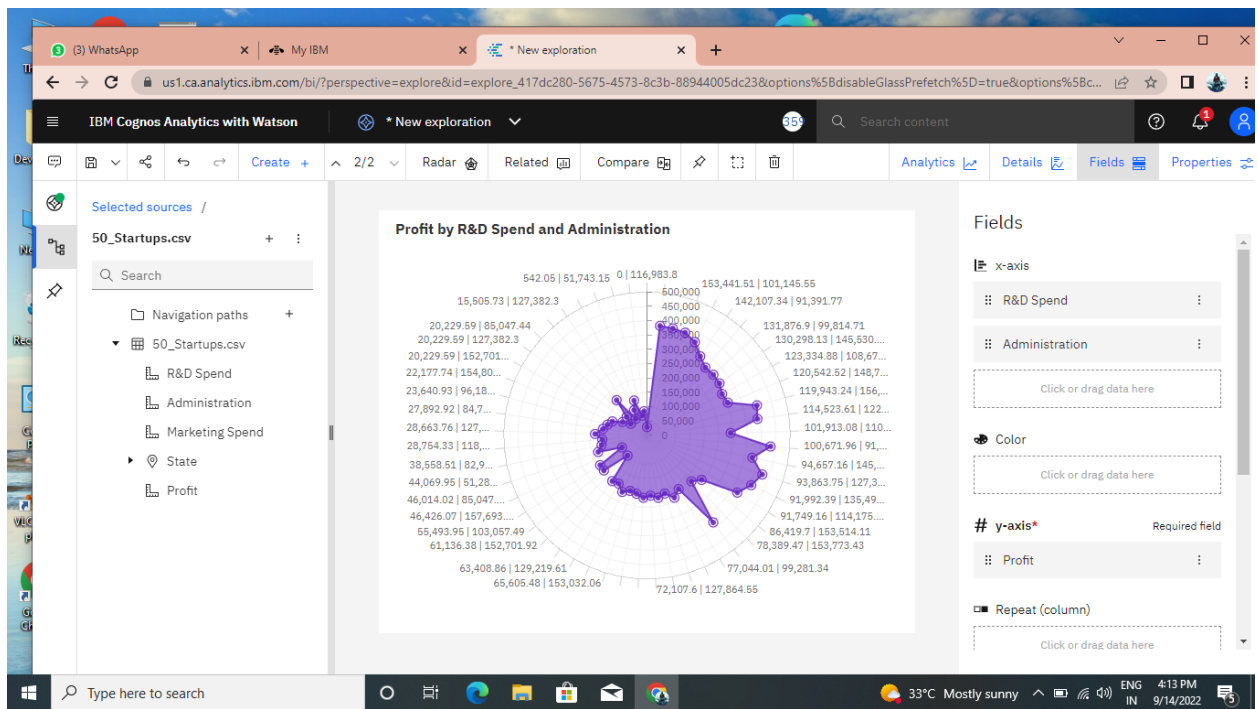 (3) WhatsApp
My IBM
* New exploration
us1.ca.analytics.ibm.com/bi/?perspective=explore&id=explore_417dc280-5675-4573-8c3b-88944005dc23&options%5BdisableGlassPrefetch%5D=true&options%5Bc...
IBM Cognos Analytics with Watson
* New exploration
Search content
1
Create +
2/2
Radar
Related
Compare
Analytics
Details
Fields
Properties
Selected sources /
50_Startups.csv
Search
Navigation paths
50_Startups.csv
R&D Spend
Administration
Marketing Spend
State
Profit
Profit by R&D Spend and Administration
0 | 116,983.8
542.05 | 51,743.15
153,441.51 | 101,145.55
15,505.73 | 127,382.3
142,107.34 | 91,391.77
20,229.59 | 85,047.44
131,876.9 | 99,814.71
20,229.59 | 127,382.3
130,298.13 | 145,530....
20,229.59 | 152,701...
123,334.88 | 108,67...
22,177.74 | 154,80...
120,542.52 | 148,7...
23,640.93 | 96,18...
119,943.24 | 156,...
27,892.92 | 84,7...
114,523.61 | 122...
28,663.76 | 127,...
101,913.08 | 110...
28,754.33 | 118,...
100,671.96 | 91,...
38,558.51 | 82,9...
94,657.16 | 145,...
44,069.95 | 51,28...
93,863.75 | 127,3...
46,014.02 | 85,047....
91,992.39 | 135,49...
46,426.07 | 157,693....
91,749.16 | 114,175....
55,493.95 | 103,057.49
86,419.7 | 153,514.11
61,136.38 | 152,701.92
78,389.47 | 153,773.43
63,408.86 | 129,219.61
77,044.01 | 99,281.34
65,605.48 | 153,032.06
72,107.6 | 127,864.55
500,000
450,000
400,000
350,000
300,000
250,000
200,000
150,000
100,000
50,000
0
Fields
x-axis
R&D Spend
Administration
Click or drag data here
Color
Click or drag data here
# y-axis* Required field
Profit
Repeat (column)
Click or drag data here
Type here to search
33°C Mostly sunny
ENG
IN
4:13 PM
9/14/2022
5